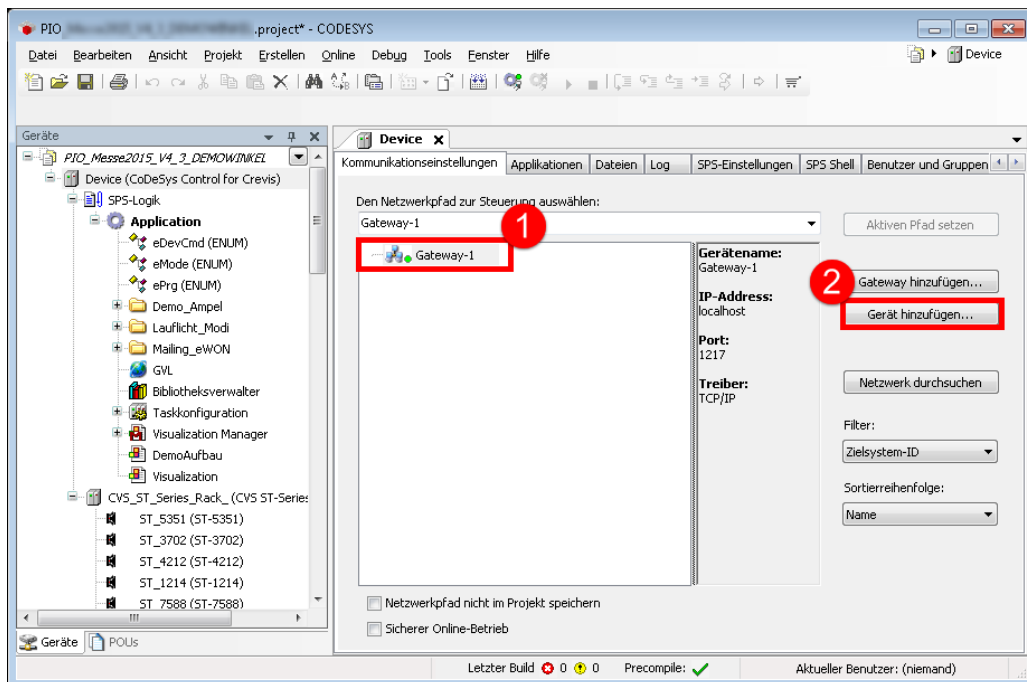 PIO .project* - CODESYS
Datei Bearbeiten Ansicht Projekt Erstellen Online Debug Tools Fenster Hilfe
Device
Geräte
Device
PIO_Messe2015_V4_3_DEMOWINKEL
Device (CoDeSys Control for Crevis)
SPS-Logik
Application
eDevCmd (ENUM)
eMode (ENUM)
ePrg (ENUM)
Demo_Ampel
Lauflicht_Modi
Mailing_eWON
GVL
Bibliotheksverwalter
Taskkonfiguration
Visualization Manager
DemoAufbau
Visualization
CVS_ST_Series_Rack_ (CVS ST-Series
ST_5351 (ST-5351)
ST_3702 (ST-3702)
ST_4212 (ST-4212)
ST_1214 (ST-1214)
ST_7588 (ST-7588)
Geräte POUs
Kommunikationseinstellungen Applikationen Dateien Log SPS-Einstellungen SPS Shell Benutzer und Gruppen
Den Netzwerkpfad zur Steuerung auswählen:
1
Gateway-1
Aktiven Pfad setzen
Gateway-1
Gerätename:
Gateway-1
IP-Address:
localhost
Port:
1217
Treiber:
TCP/IP
2
Gateway hinzufügen...
Gerät hinzufügen...
Netzwerk durchsuchen
Filter:
Zielsystem-ID
Sortierreihenfolge:
Name
Netzwerkpfad nicht im Projekt speichern
Sicherer Online-Betrieb
Letzter Build 0 0 Precompile: Aktueller Benutzer: (niemand)